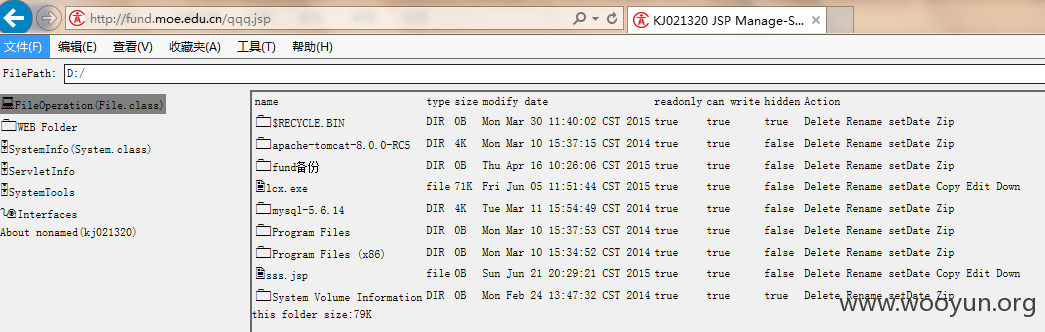 http://fund.moe.edu.cn/qqq.jsp
KJ021320 JSP Manage-S...
文件(F) 编辑(E) 查看(V) 收藏夹(A) 工具(T) 帮助(H)
FilePath: D:/
FileOperation(File.class)
WEB Folder
SystemInfo(System.class)
ServletInfo
SystemTools
Interfaces
About nonamed(kj021320)
name type size modify date readonly can write hidden Action
$RECYCLE.BIN DIR 0B Mon Mar 30 11:40:02 CST 2015 true true true Delete Rename setDate Zip
apache-tomcat-8.0.0-RC5 DIR 4K Mon Mar 10 15:37:15 CST 2014 true true false Delete Rename setDate Zip
fund备份 DIR 0B Thu Apr 16 10:26:06 CST 2015 true true false Delete Rename setDate Zip
lcx.exe file 71K Fri Jun 05 11:51:44 CST 2015 true true false Delete Rename setDate Copy Edit Down
mysql-5.6.14 DIR 4K Tue Mar 11 15:54:49 CST 2014 true true false Delete Rename setDate Zip
Program Files DIR 0B Mon Mar 10 15:37:53 CST 2014 true true false Delete Rename setDate Zip
Program Files (x86) DIR 0B Mon Mar 10 15:34:52 CST 2014 true true false Delete Rename setDate Zip
sss.jsp file 0B Sun Jun 21 20:29:21 CST 2015 true true false Delete Rename setDate Copy Edit Down
System Volume Information DIR 0B Mon Feb 24 13:47:32 CST 2014 true true true Delete Rename setDate Zip
this folder size:79K
www.wooyun.org